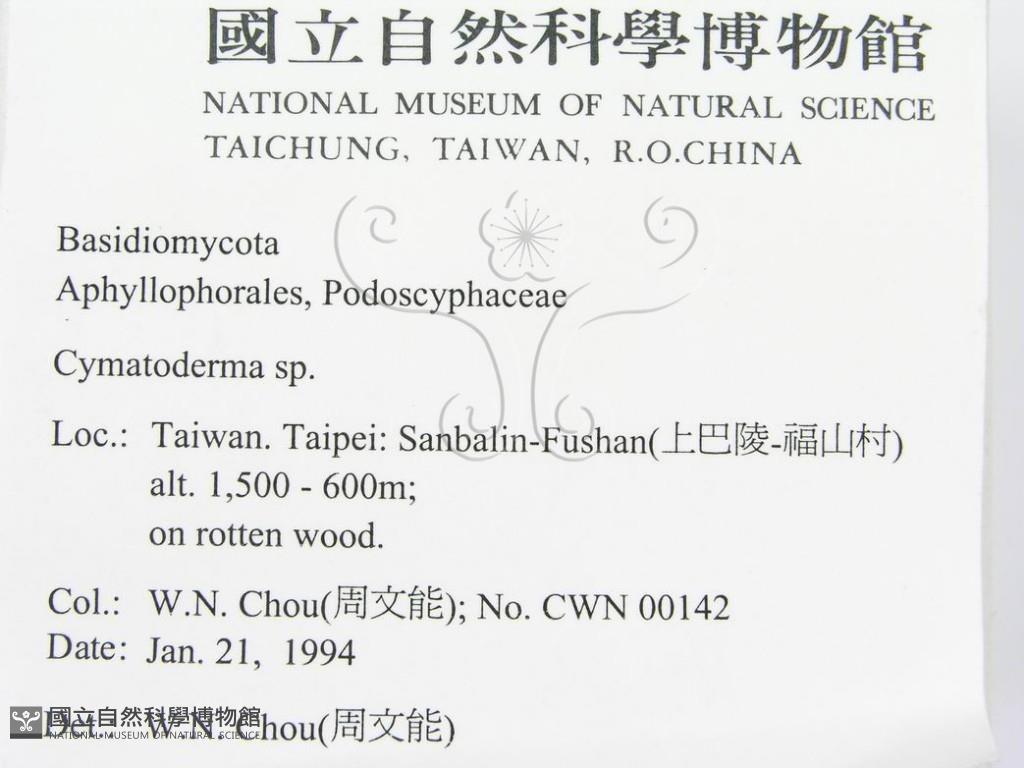 國立自然科學博物館
NATIONAL MUSEUM OF NATURAL SCIENCE
TAICHUNG, TAIWAN, R.O.CHINA
Basidiomycota
Aphyllophorales, Podoscyphaceae
Cymatoderma sp.
Loc.: Taiwan. Taipei: Sanbalin-Fushan(上巴陵-福山村)
alt. 1,500 - 600m;
on rotten wood.
Col.: W.N. Chou(周文能); No. CWN 00142
Date: Jan. 21, 1994
Det.: W.N. Chou(周文能)
國立自然科學博物館
NATIONAL MUSEUM OF NATURAL SCIENCE